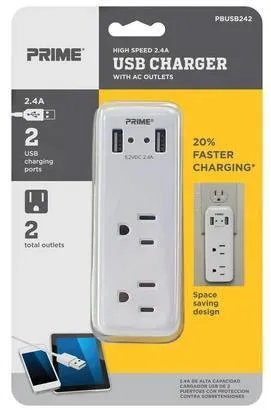 PBUSB242
PRIME®
HIGH SPEED 2.4A
USB CHARGER
WITH AC OUTLETS
2.4A
2
USB
charging
ports
2
total outlets
PRIME®
5.2VDC 2.4A
20%
FASTER
CHARGING*
Space
saving
design
2.4A DE ALTA CAPACIDAD
CARGADOR USB DE 2
PUERTOS CON PROTECCIÓN
CONTRA SOBRETENSIONES